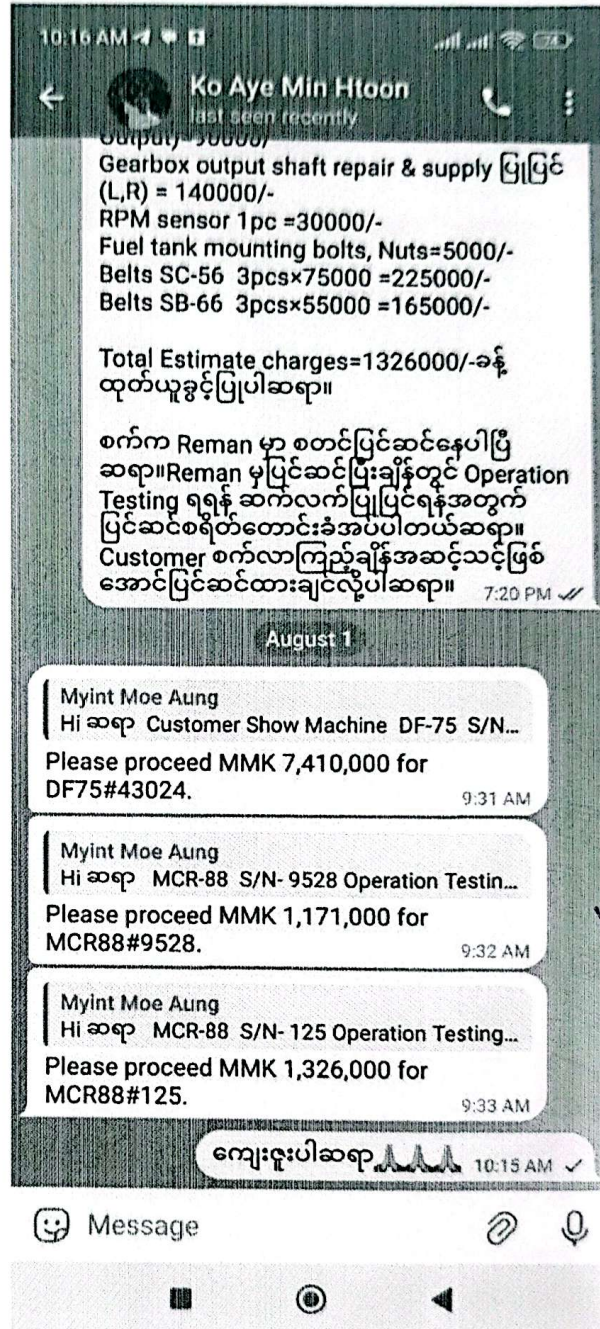 10:16 AM
74
Ko Aye Min Htoon
last seen recently
Output)=50000/
Gearbox output shaft repair & supply ပြုပြင်
(L,R) = 140000/-
RPM sensor 1pc =30000/-
Fuel tank mounting bolts, Nuts=5000/-
Belts SC-56 3pcs×75000 =225000/-
Belts SB-66 3pcs×55000 =165000/-
Total Estimate charges=1326000/-ခန့်
ထုတ်ယူခွင့်ပြုပါဆရာ။
စက်က Reman မှာ စတင်ပြင်ဆင်နေပါပြီ
ဆရာ။Reman မှပြင်ဆင်ပြီးချိန်တွင် Operation
Testing ရရန် ဆက်လက်ပြုပြင်ရန်အတွက်
ပြင်ဆင်စရိတ်တောင်းခံအပ်ပါတယ်ဆရာ။
Customer စက်လာကြည့်ချိန်အဆင့်သင့်ဖြစ်
အောင်ပြင်ဆင်ထားချင်လို့ပါဆရာ။
7:20 PM
August 1
Myint Moe Aung
Hi ဆရာ Customer Show Machine DF-75 S/N...
Please proceed MMK 7,410,000 for
DF75#43024.
9:31 AM
Myint Moe Aung
Hi ဆရာ MCR-88 S/N- 9528 Operation Testin...
Please proceed MMK 1,171,000 for
MCR88#9528.
9:32 AM
Myint Moe Aung
Hi ဆရာ MCR-88 S/N- 125 Operation Testing...
Please proceed MMK 1,326,000 for
MCR88#125.
9:33 AM
ကျေးဇူးပါဆရာ
10:15 AM
Message